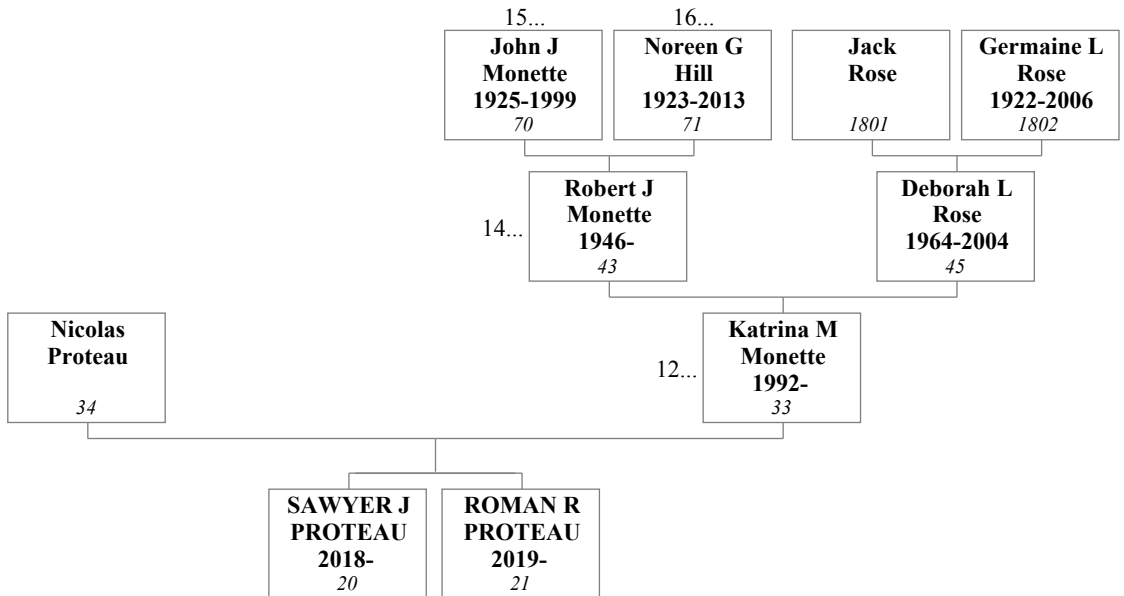 15...
16...
John J
Monette
1925-1999
70
Noreen G
Hill
1923-2013
71
Jack
Rose
1801
Germaine L
Rose
1922-2006
1802
14...
Robert J
Monette
1946-
43
Deborah L
Rose
1964-2004
45
Nicolas
Proteau
34
12...
Katrina M
Monette
1992-
33
SAWYER J
PROTEAU
2018-
20
ROMAN R
PROTEAU
2019-
21